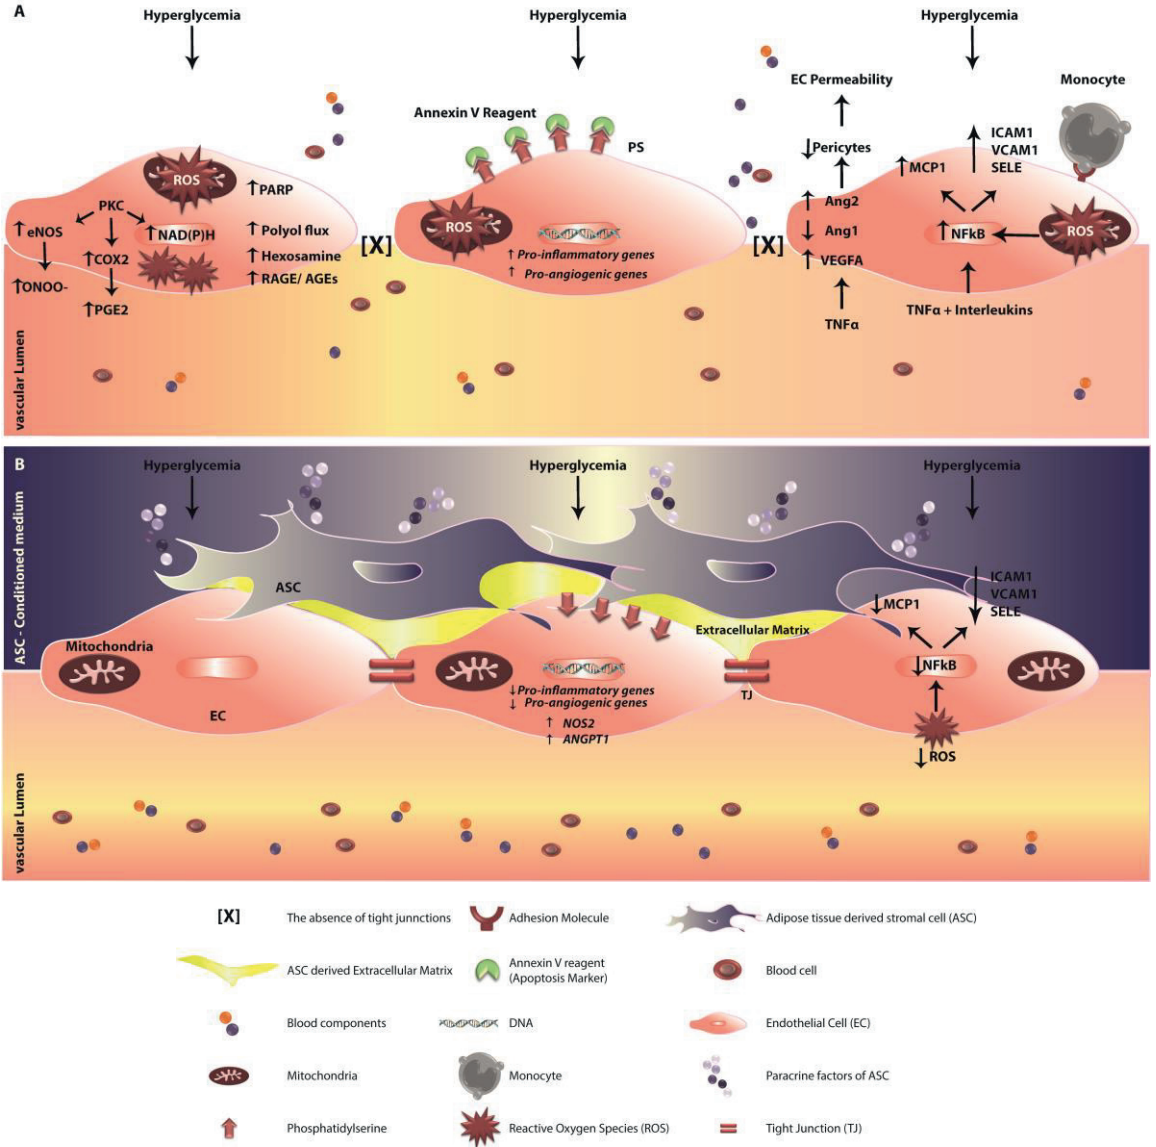 A
Hyperglycemia
Hyperglycemia
Hyperglycemia
EC Permeability
Monocyte
Annexin V Reagent
PS
↓Pericytes
ICAM1
VCAM1
SELE
↑MCP1
ROS
↑PARP
PKC
↑eNOS
↑NAD(P)H
↑Polyol flux
↑COX2
↑Hexosamine
↑ONOO-
↑RAGE/ AGEs
↑PGE2
[X]
ROS
↑Pro-inflammatory genes
↑ Pro-angiogenic genes
[X]
↑ Ang2
↓ Ang1
↑ VEGFA
TNFα
↑NFkB
ROS
TNFα + Interleukins
vascular Lumen
B
Hyperglycemia
Hyperglycemia
Hyperglycemia
ASC - Conditioned medium
ASC
ICAM1
VCAM1
SELE
↓MCP1
Extracellular Matrix
Mitochondria
↓NFkB
EC
↓Pro-inflammatory genes
↓ Pro-angiogenic genes
↑ NOS2
↑ ANGPT1
TJ
↓ROS
vascular Lumen
[X] The absence of tight junnctions
Adhesion Molecule
Adipose tissue derived stromal cell (ASC)
ASC derived Extracellular Matrix
Annexin V reagent
(Apoptosis Marker)
Blood cell
Blood components
DNA
Endothelial Cell (EC)
Mitochondria
Monocyte
Paracrine factors of ASC
Phosphatidylserine
Reactive Oxygen Species (ROS)
Tight Junction (TJ)